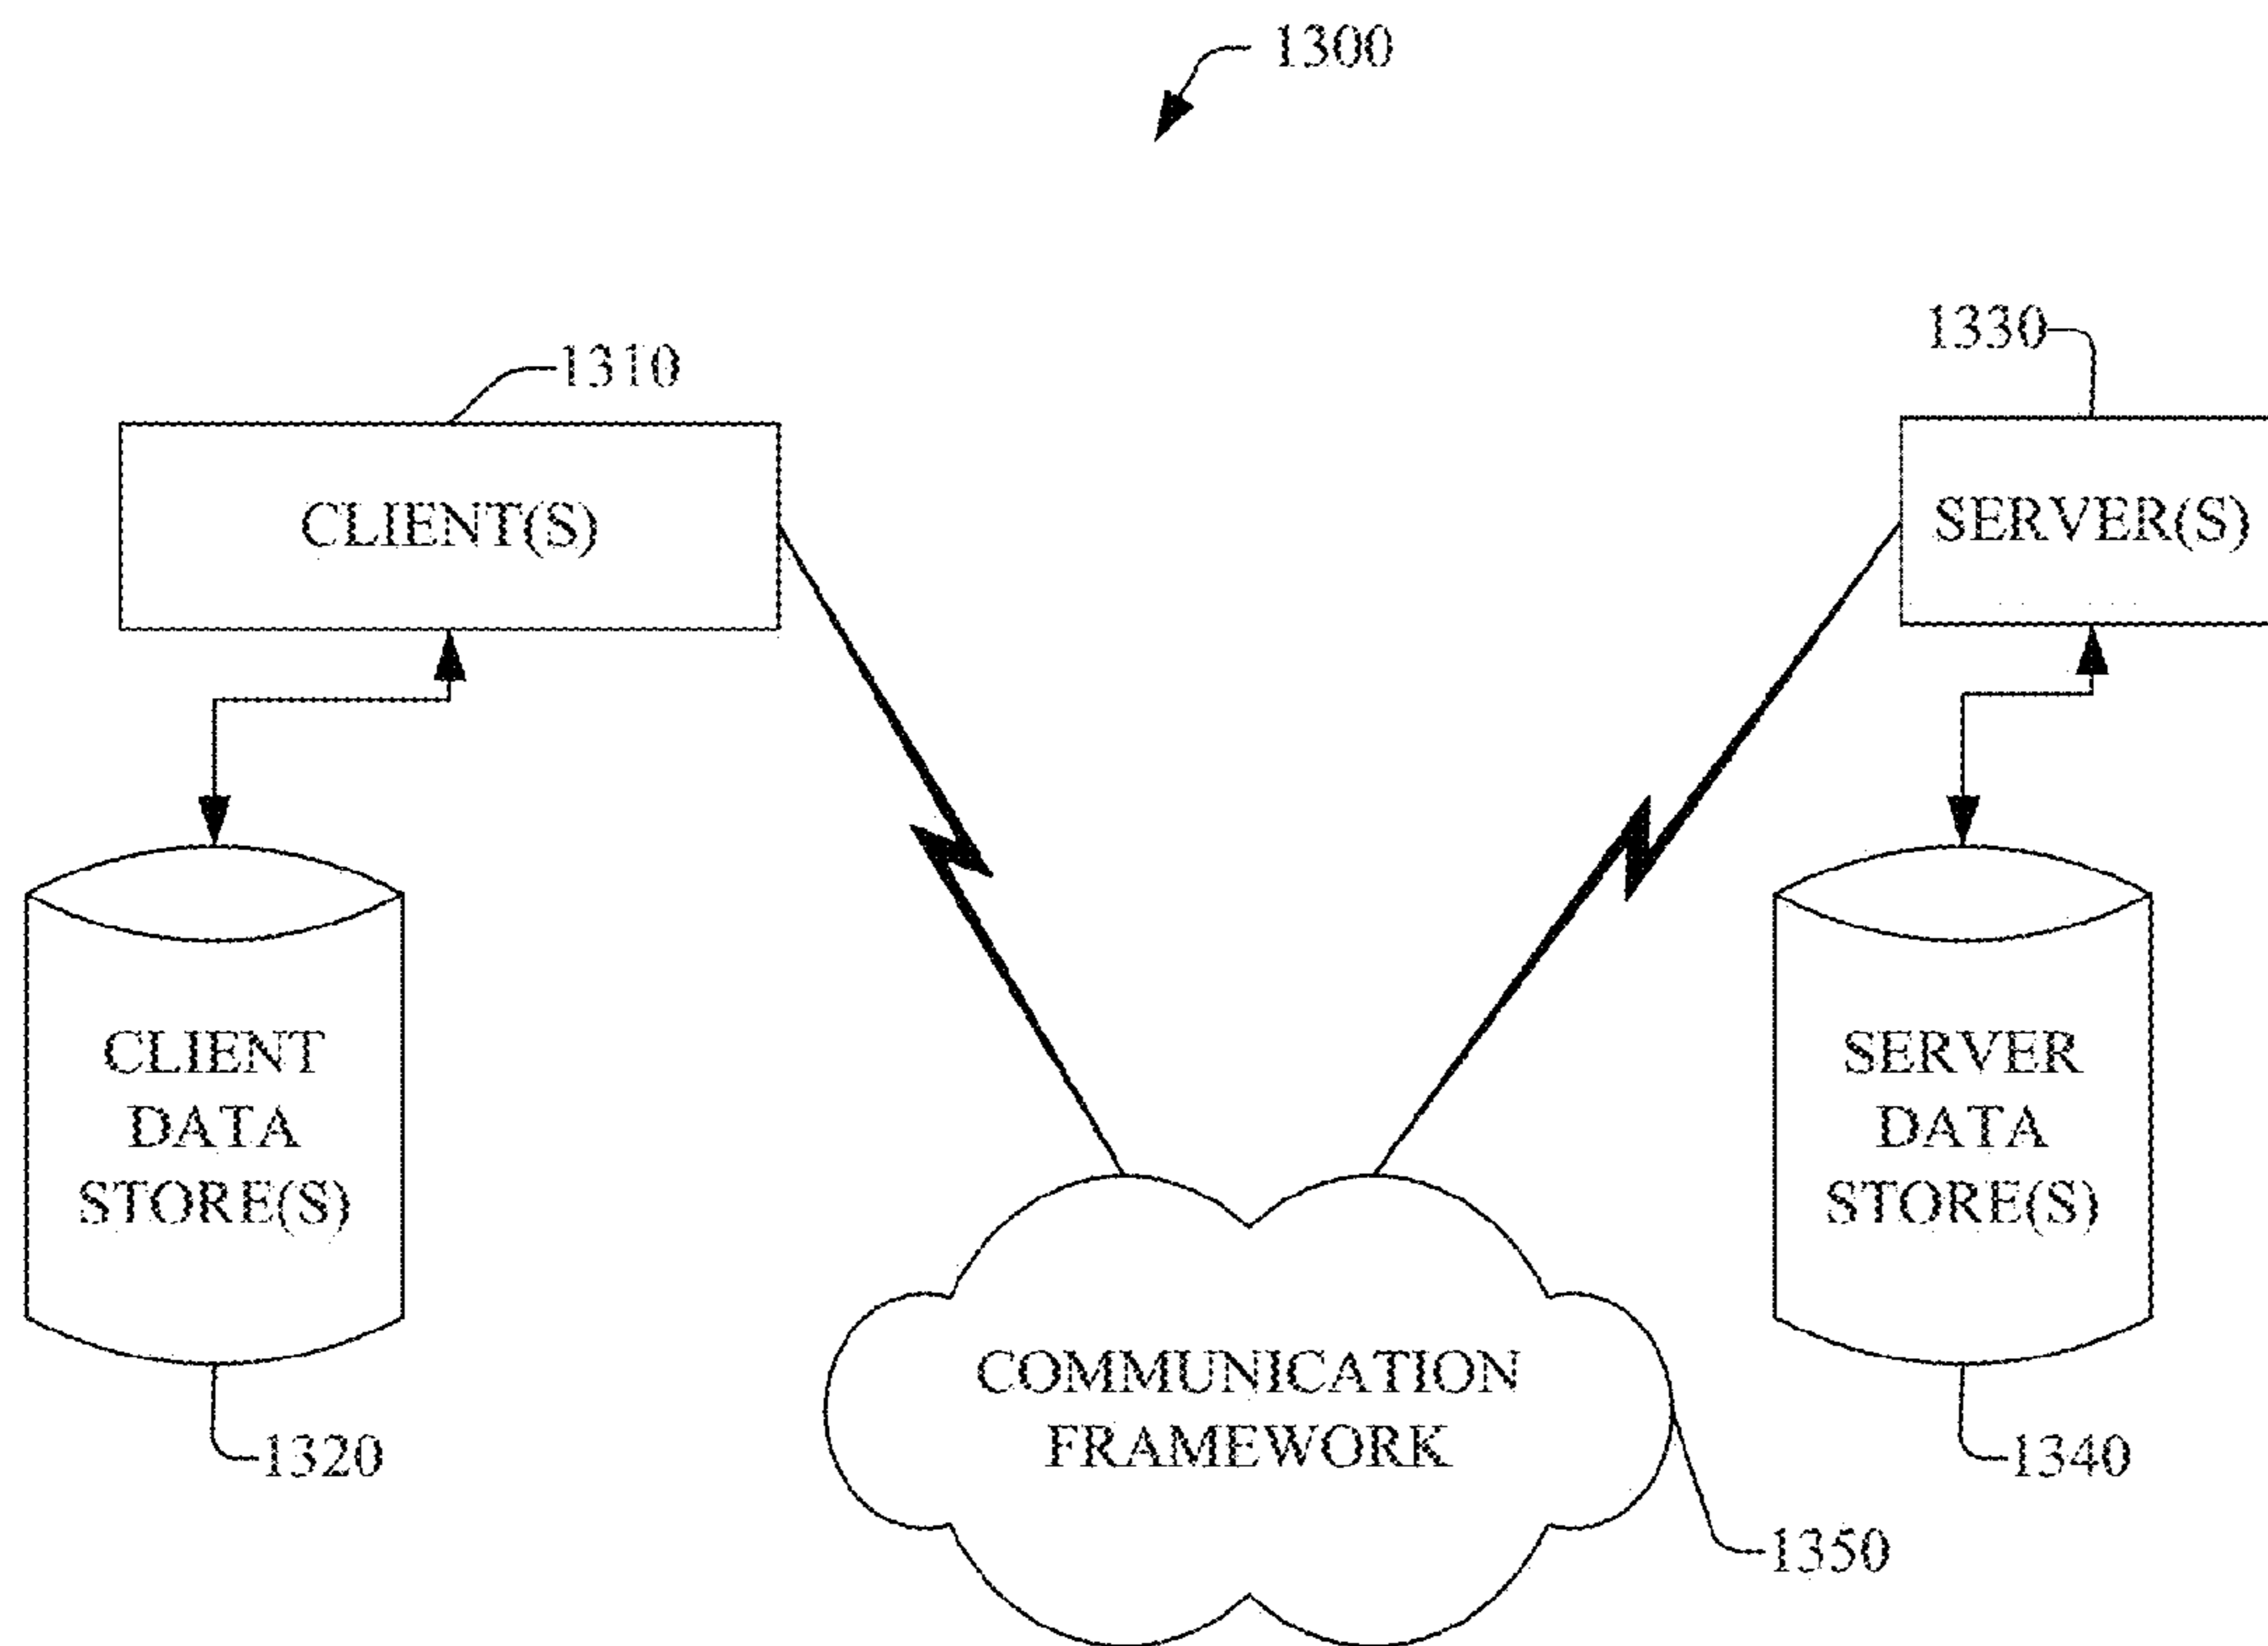 1300
1310
1330
CLIENT(S)
SERVER(S)
CLIENT
DATA
STORE(S)
SERVER
DATA
STORE(S)
COMMUNICATION
FRAMEWORK
1320
1340
1350